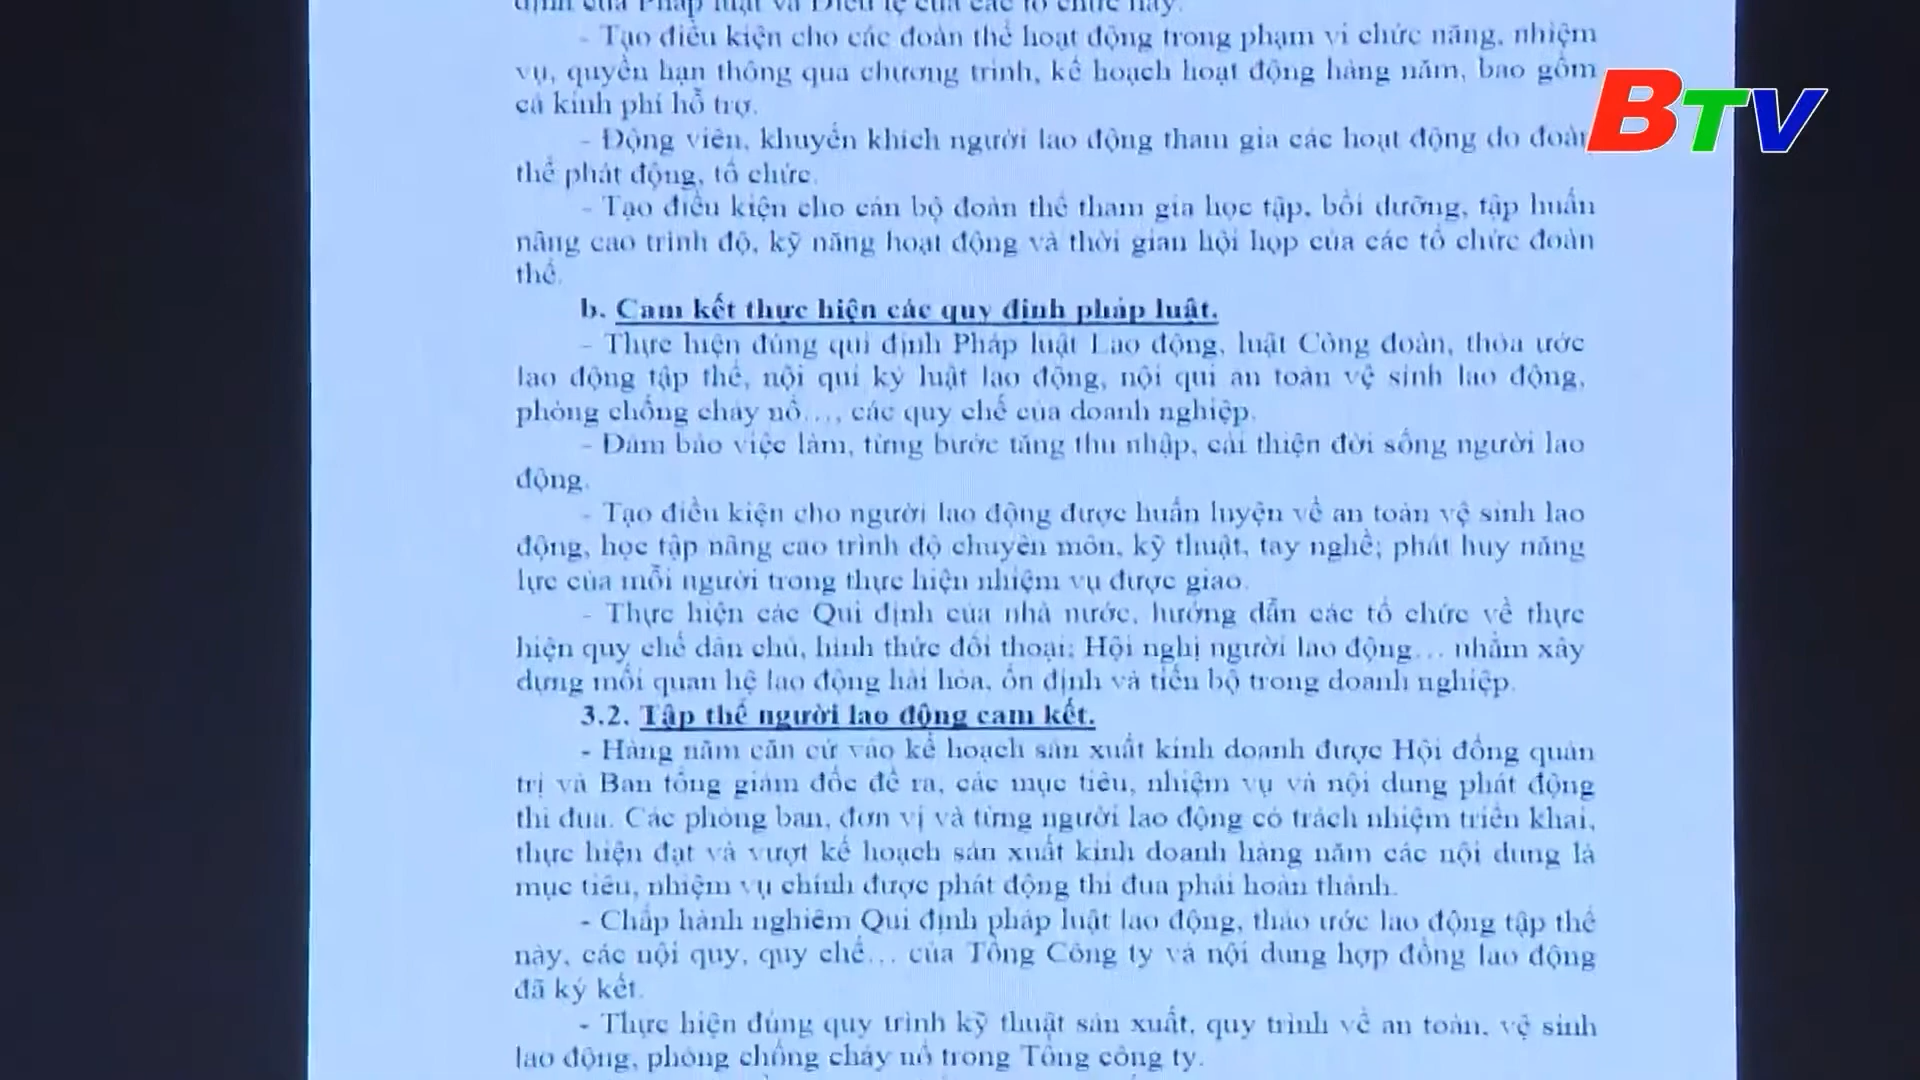 định của Pháp luật và Điều lệ của các tổ chức này.
- Tạo điều kiện cho các đoàn thể hoạt động trong phạm vi chức năng, nhiệm
vụ, quyền hạn thông qua chương trình, kế hoạch hoạt động hàng năm, bao gồm
cả kinh phí hỗ trợ.
BTV
- Động viên, khuyến khích người lao động tham gia các hoạt động do đoàn
thể phát động, tổ chức.
- Tạo điều kiện cho cán bộ đoàn thể tham gia học tập, bồi dưỡng, tập huấn
nâng cao trình độ, kỹ năng hoạt động và thời gian hội họp của các tổ chức đoàn
thể.
b. Cam kết thực hiện các quy định pháp luật.
- Thực hiện đúng qui định Pháp luật Lao động, luật Công đoàn, thỏa ước
lao động tập thể, nội qui kỷ luật lao động, nội qui an toàn vệ sinh lao động,
phòng chống cháy nổ…, các quy chế của doanh nghiệp.
- Đảm bảo việc làm, từng bước tăng thu nhập, cải thiện đời sống người lao
động.
- Tạo điều kiện cho người lao động được huấn luyện về an toàn vệ sinh lao
động, học tập nâng cao trình độ chuyên môn, kỹ thuật, tay nghề; phát huy năng
lực của mỗi người trong thực hiện nhiệm vụ được giao.
- Thực hiện các Qui định của nhà nước, hướng dẫn các tổ chức về thực
hiện quy chế dân chủ, hình thức đối thoại; Hội nghị người lao động… nhằm xây
dựng mối quan hệ lao động hài hòa, ổn định và tiến bộ trong doanh nghiệp.
3.2. Tập thể người lao động cam kết.
- Hàng năm căn cứ vào kế hoạch sản xuất kinh doanh được Hội đồng quản
trị và Ban tổng giám đốc đề ra, các mục tiêu, nhiệm vụ và nội dung phát động
thi đua. Các phòng ban, đơn vị và từng người lao động có trách nhiệm triển khai,
thực hiện đạt và vượt kế hoạch sản xuất kinh doanh hàng năm các nội dung là
mục tiêu, nhiệm vụ chính được phát động thi đua phải hoàn thành.
- Chấp hành nghiêm Qui định pháp luật lao động, thảo ước lao động tập thể
này, các nội quy, quy chế… của Tổng Công ty và nội dung hợp đồng lao động
đã ký kết.
- Thực hiện đúng quy trình kỹ thuật sản xuất, quy trình về an toàn, vệ sinh
lao động, phòng chống cháy nổ trong Tổng công ty.